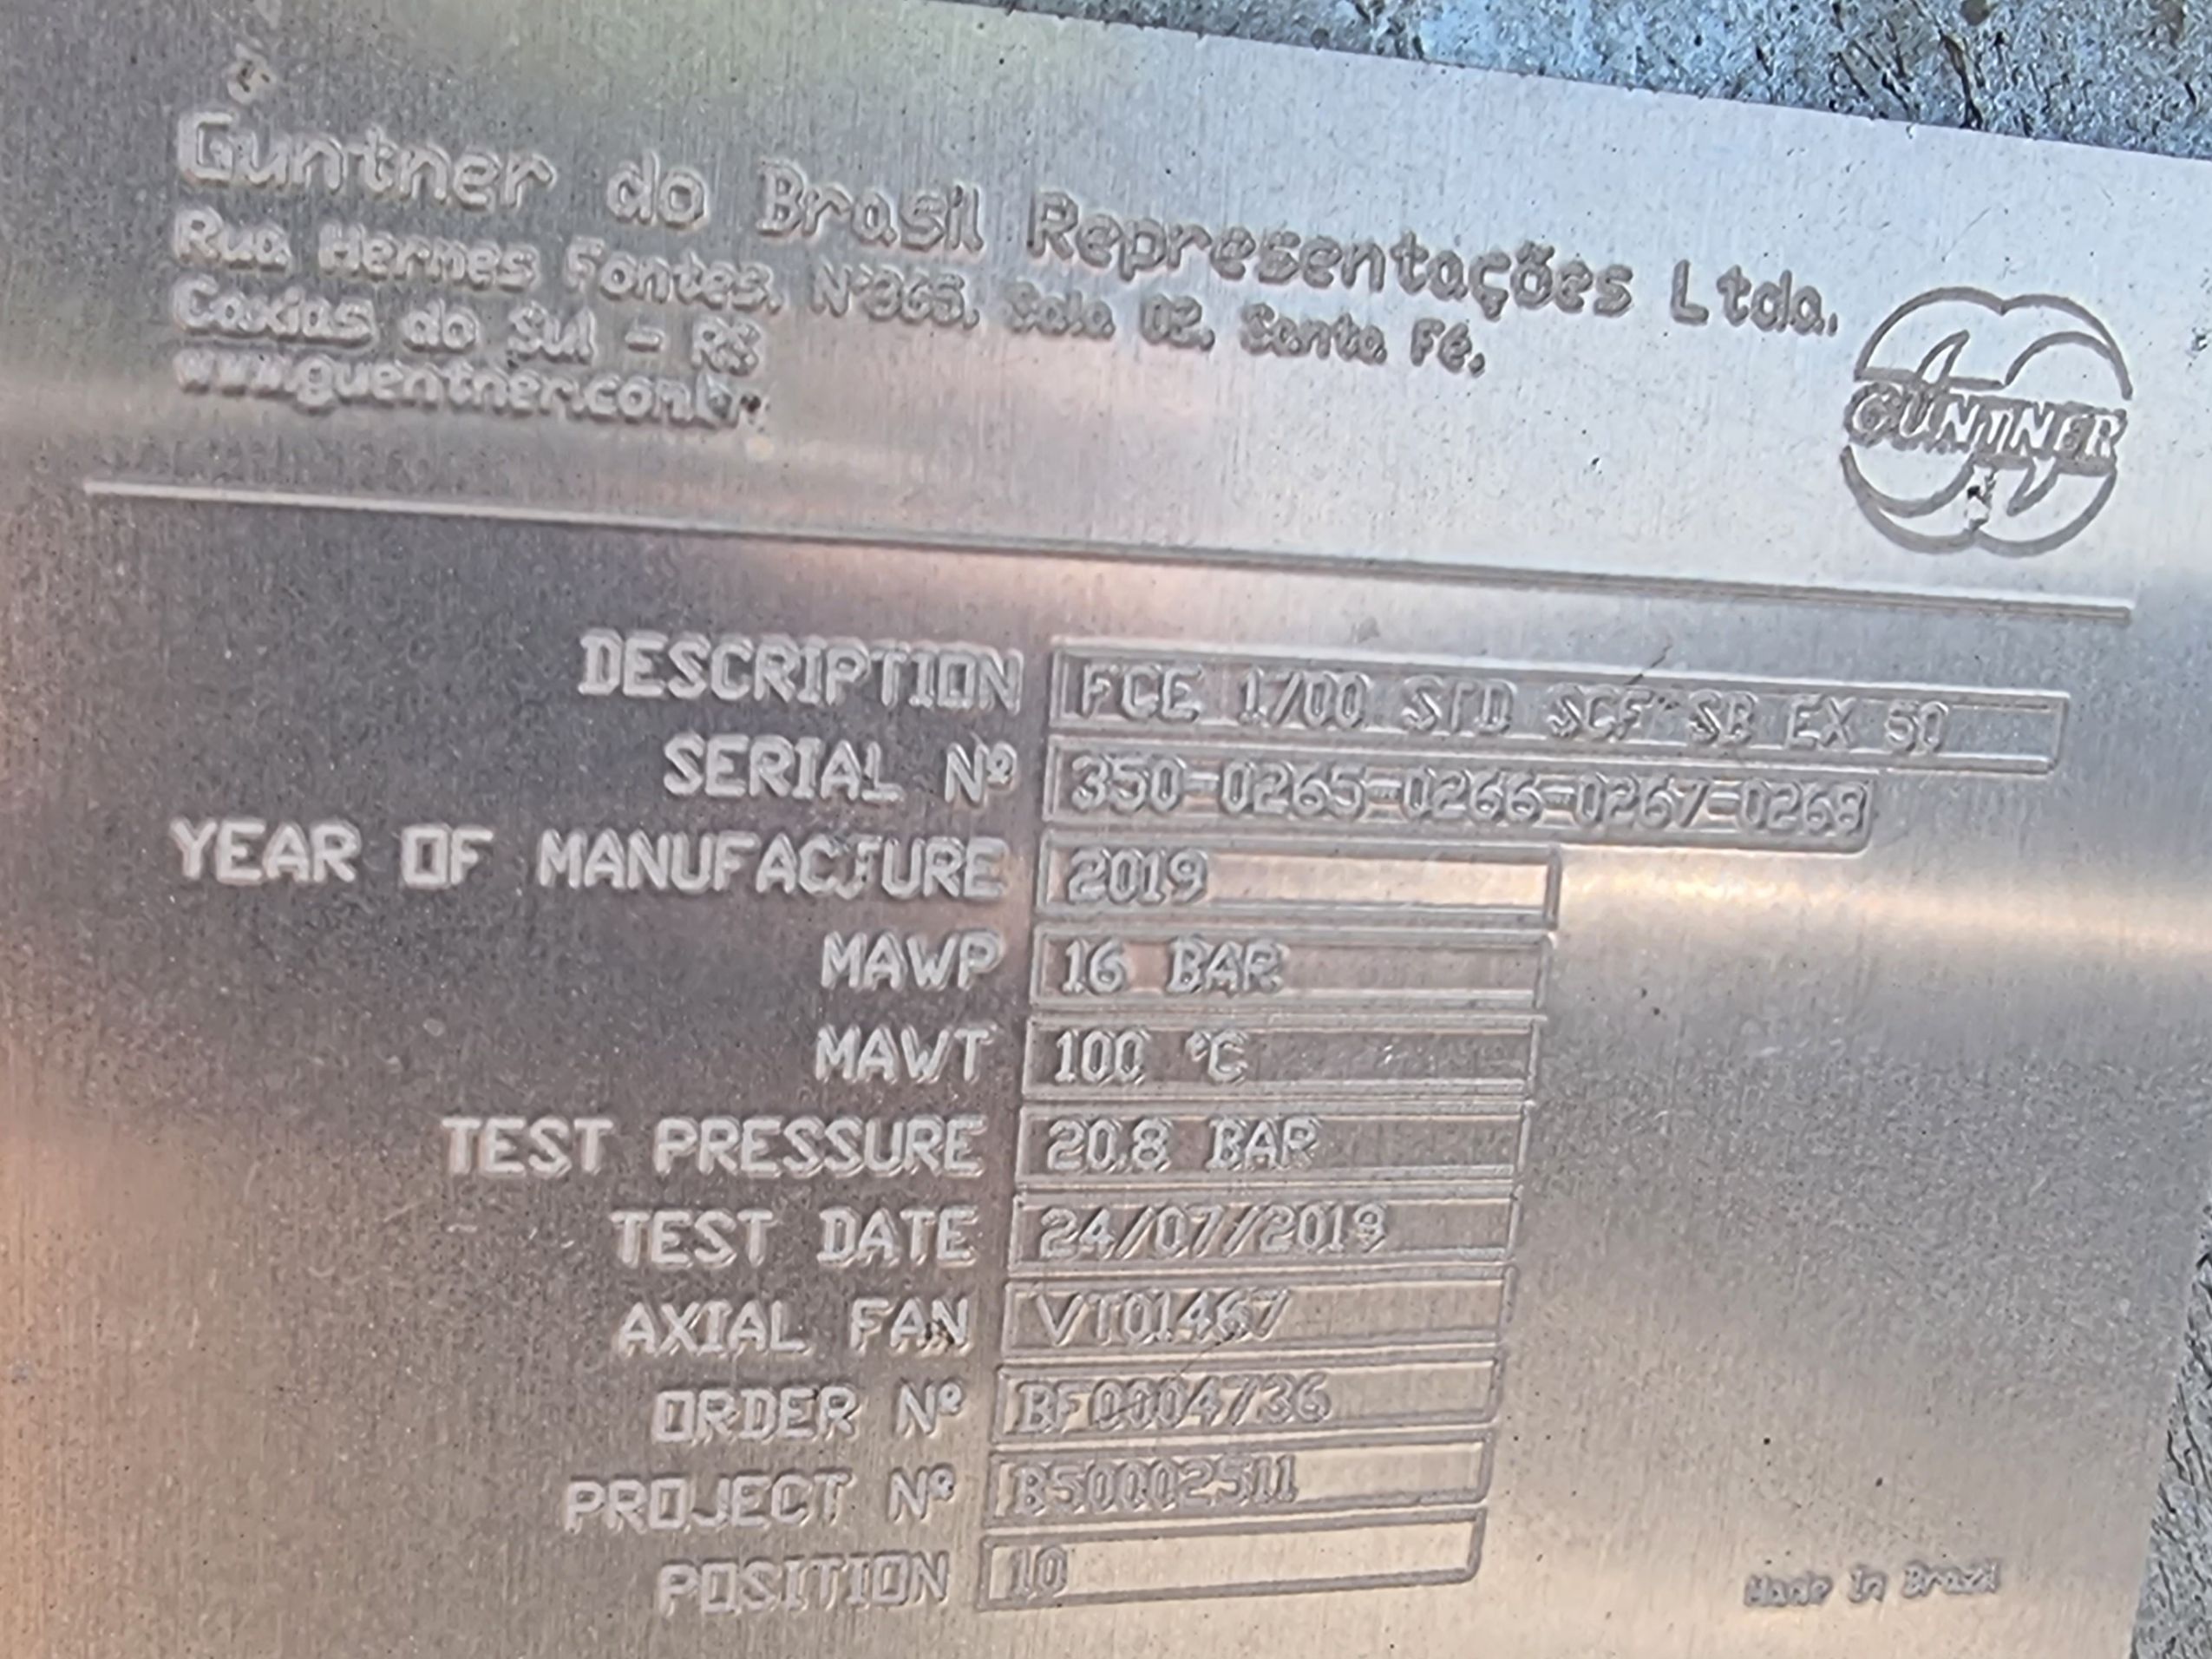 Guntner do Brasil Representações Ltda.
Rua Hermes Fontes, Nº365, Sala 02, Santa Fé,
Caxias do Sul - RS
www.guentner.com.br
GÜNTNER
DESCRIPTION FCE 1700 STD SCF SB EX 50
SERIAL Nº 350-0265-0266-0267-0268
YEAR OF MANUFACTURE 2019
MAWP 16 BAR
MAWT 100 °C
TEST PRESSURE 20.8 BAR
TEST DATE 24/07/2019
AXIAL FAN VT01467
ORDER Nº BF0004736
PROJECT Nº B50002511
POSITION 10
Made In Brazil